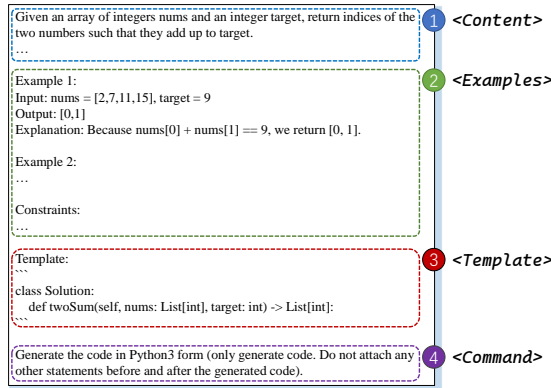 Given an array of integers nums and an integer target, return indices of the
two numbers such that they add up to target.
…
1 <Content>
Example 1:
Input: nums = [2,7,11,15], target = 9
Output: [0,1]
Explanation: Because nums[0] + nums[1] == 9, we return [0, 1].
Example 2:
…
Constraints:
…
2 <Examples>
Template:
```
class Solution:
    def twoSum(self, nums: List[int], target: int) -> List[int]:
```
3 <Template>
Generate the code in Python3 form (only generate code. Do not attach any
other statements before and after the generated code).
4 <Command>